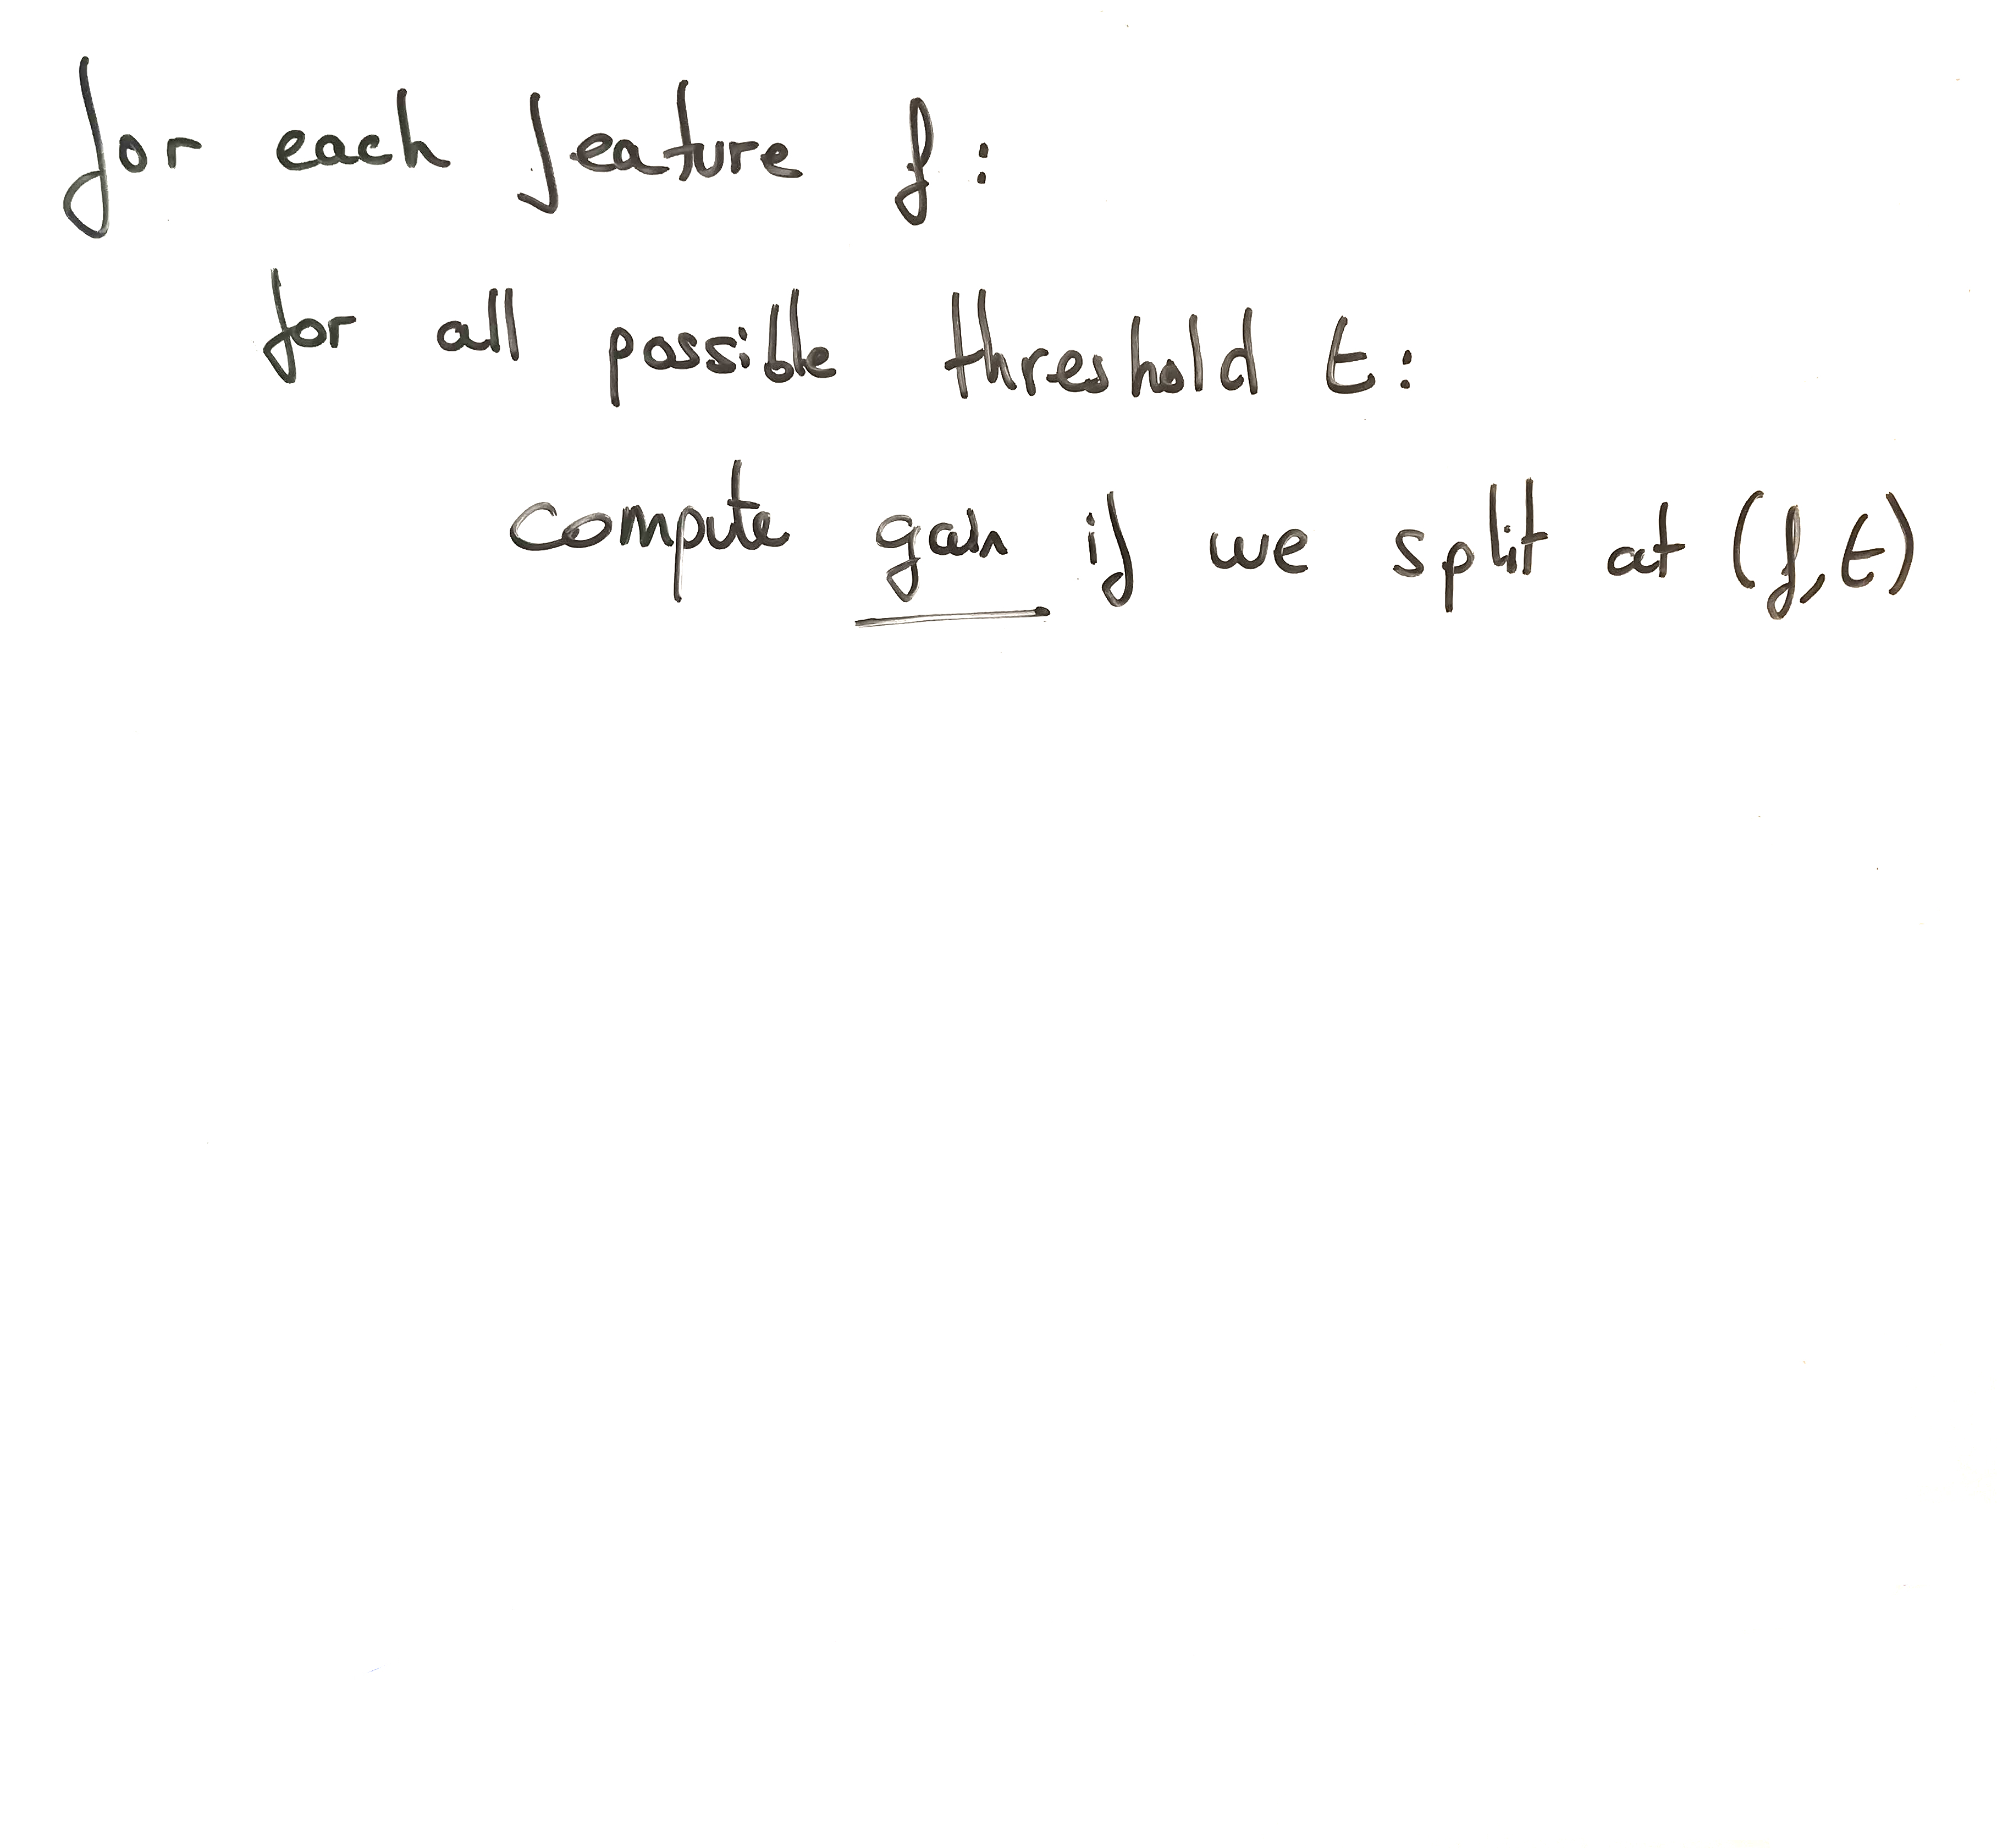 for each feature f:
for all possible threshold t:
compute gain if we split at (f,t)